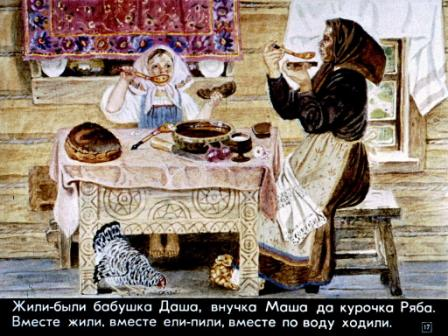 Жили-были бабушка Даша, внучка Маша да курочка Ряба.
Вместе жили, вместе ели-пили, вместе по воду ходили.
17